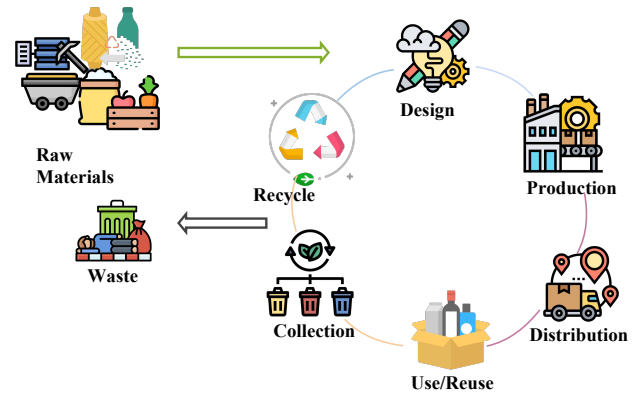 Raw
Materials
Design
Production
Distribution
Use/Reuse
Collection
Recycle
Waste